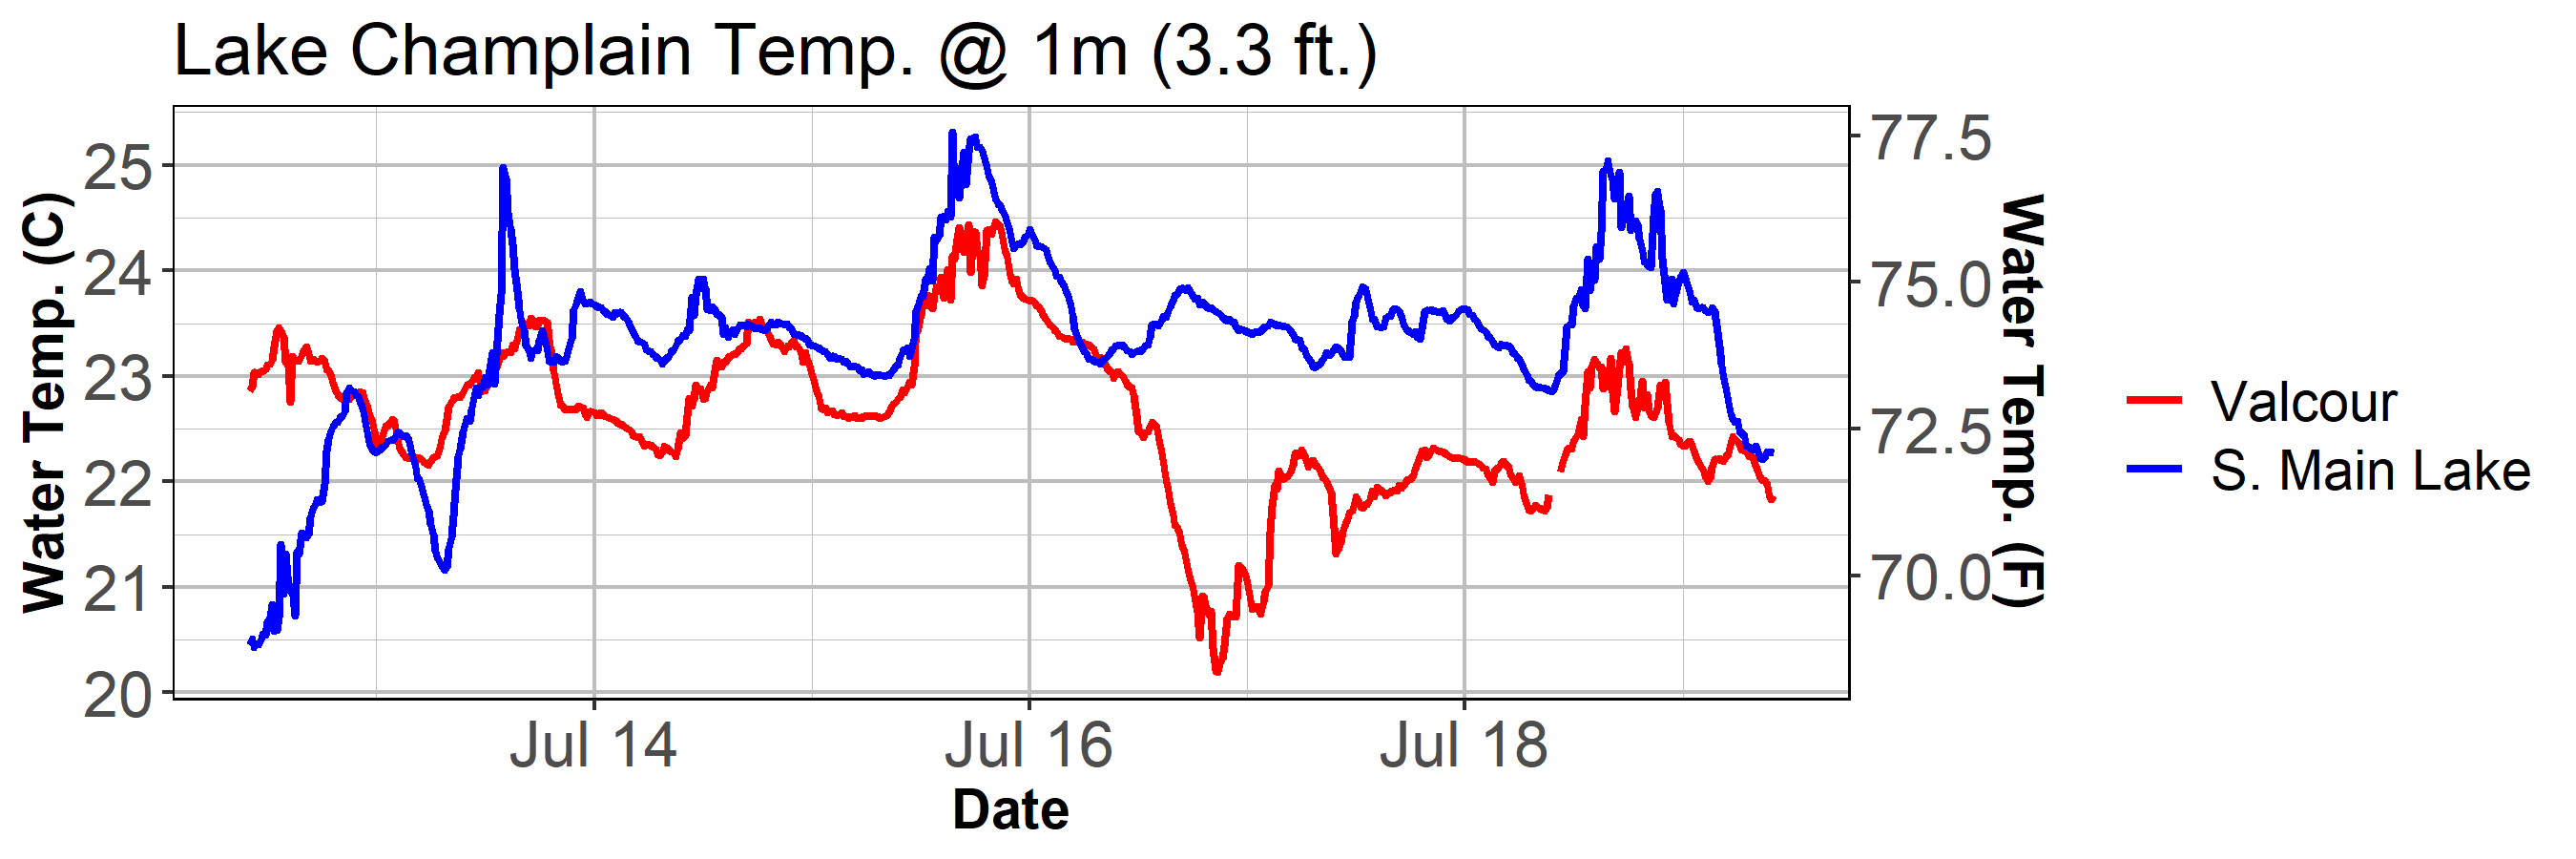 Lake Champlain Temp. @ 1m (3.3 ft.)
Water Temp. (C)
25
24
23
22
21
20
77.5
75.0
72.5
70.0
Water Temp. (F)
Jul 14
Jul 16
Jul 18
Date
Valcour
S. Main Lake